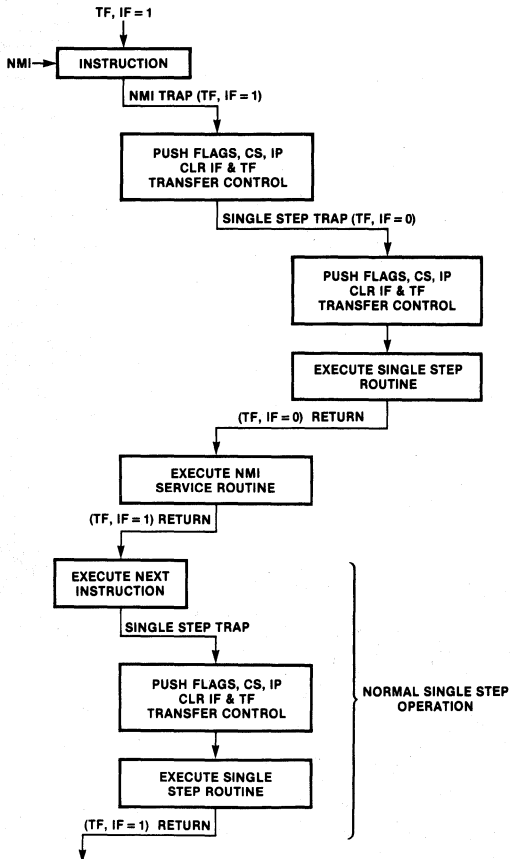 TF, IF = 1
NMI
INSTRUCTION
NMI TRAP (TF, IF = 1)
PUSH FLAGS, CS, IP
CLR IF & TF
TRANSFER CONTROL
SINGLE STEP TRAP (TF, IF = 0)
PUSH FLAGS, CS, IP
CLR IF & TF
TRANSFER CONTROL
EXECUTE SINGLE STEP
ROUTINE
(TF, IF = 0) RETURN
EXECUTE NMI
SERVICE ROUTINE
(TF, IF = 1) RETURN
EXECUTE NEXT
INSTRUCTION
SINGLE STEP TRAP
PUSH FLAGS, CS, IP
CLR IF & TF
TRANSFER CONTROL
NORMAL SINGLE STEP
OPERATION
EXECUTE SINGLE
STEP ROUTINE
(TF, IF = 1) RETURN